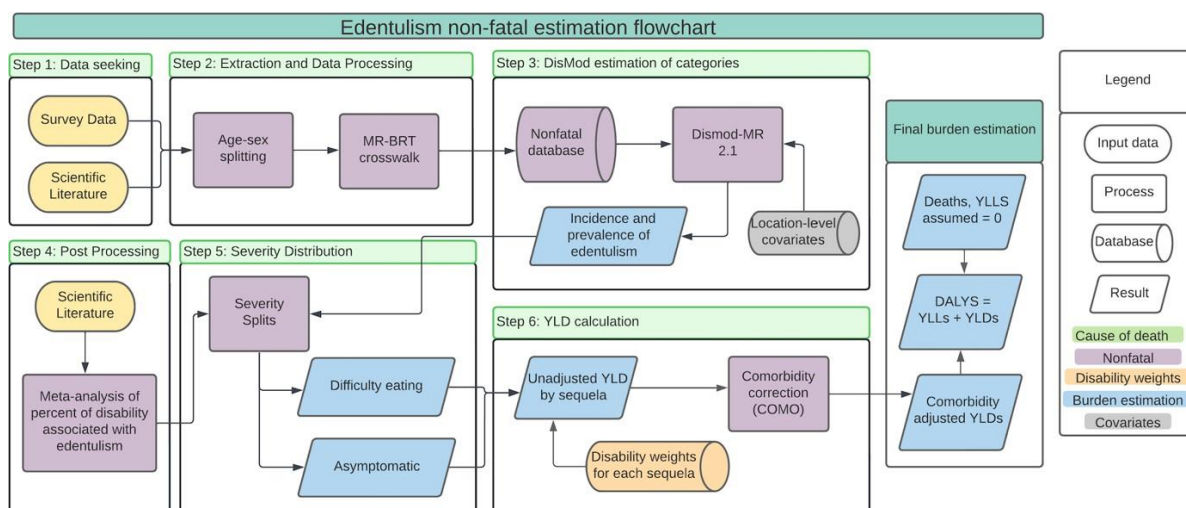 Edentulism non-fatal estimation flowchart
Step 1: Data seeking
Survey Data
Scientific
Literature
Step 2: Extraction and Data Processing
Age-sex
splitting
MR-BRT
crosswalk
Step 3: DisMod estimation of categories
Nonfatal
database
Dismod-MR
2.1
Incidence and
prevalence of
edentulism
Location-level
covariates
Step 4: Post Processing
Scientific
Literature
Meta-analysis of
percent of disability
associated with
edentulism
Step 5: Severity Distribution
Severity
Splits
Difficulty eating
Asymptomatic
Step 6: YLD calculation
Unadjusted YLD
by sequela
Comorbidity
correction
(COMO)
Disability weights
for each sequela
Final burden estimation
Deaths, YLLS
assumed = 0
DALYS =
YLLs + YLDs
Comorbidity
adjusted YLDs
Legend
Input data
Process
Database
Result
Cause of death
Nonfatal
Disability weights
Burden estimation
Covariates